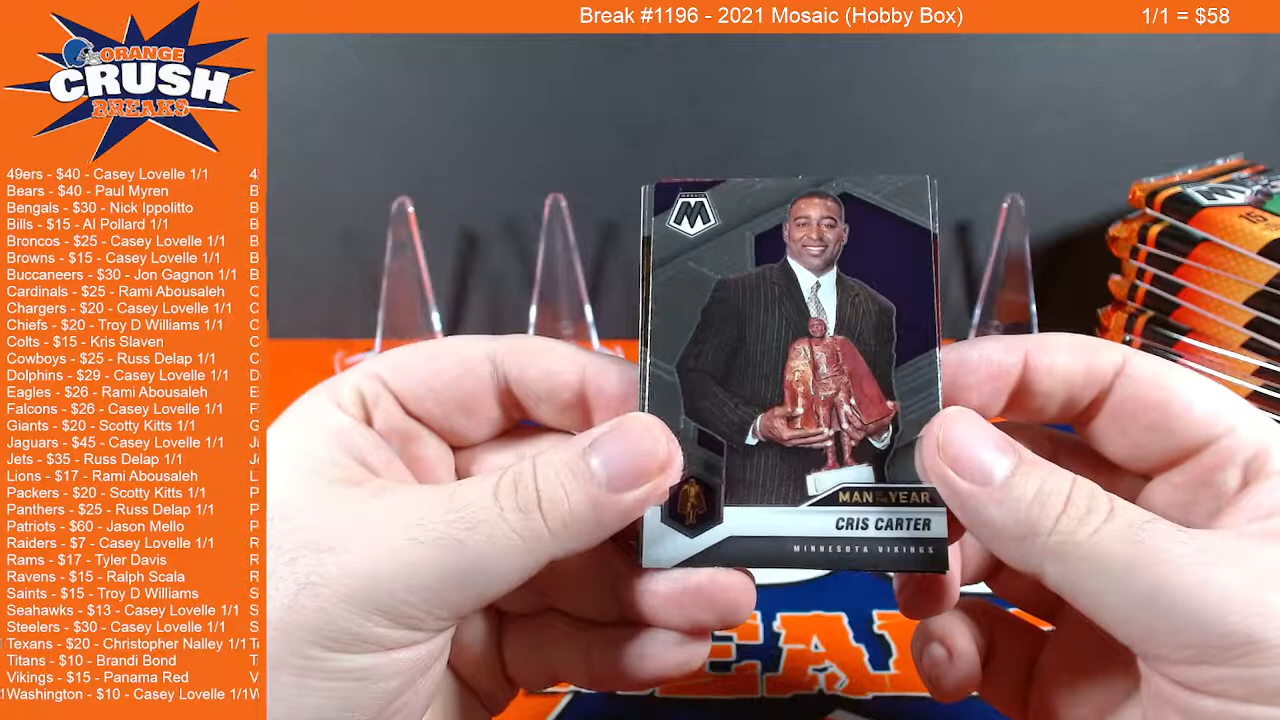 Break #1196 - 2021 Mosaic (Hobby Box)
1/1 = $58
ORANGE
CRUSH
BREAKS
49ers - $40 - Casey Lovelle 1/1
Bears - $40 - Paul Myren
Bengals - $30 - Nick Ippolitto
Bills - $15 - Al Pollard 1/1
Broncos - $25 - Casey Lovelle 1/1
Browns - $15 - Casey Lovelle 1/1
Buccaneers - $30 - Jon Gagnon 1/1
Cardinals - $25 - Rami Abousaleh
Chargers - $20 - Casey Lovelle 1/1
Chiefs - $20 - Troy D Williams 1/1
Colts - $15 - Kris Slaven
Cowboys - $25 - Russ Delap 1/1
Dolphins - $29 - Casey Lovelle 1/1
Eagles - $26 - Rami Abousaleh
Falcons - $26 - Casey Lovelle 1/1
Giants - $20 - Scotty Kitts 1/1
Jaguars - $45 - Casey Lovelle 1/1
Jets - $35 - Russ Delap 1/1
Lions - $17 - Rami Abousaleh
Packers - $20 - Scotty Kitts 1/1
Panthers - $25 - Russ Delap 1/1
Patriots - $60 - Jason Mello
Raiders - $7 - Casey Lovelle 1/1
Rams - $17 - Tyler Davis
Ravens - $15 - Ralph Scala
Saints - $15 - Troy D Williams
Seahawks - $13 - Casey Lovelle 1/1
Steelers - $30 - Casey Lovelle 1/1
Texans - $20 - Christopher Nalley 1/1
Titans - $10 - Brandi Bond
Vikings - $15 - Panama Red
Washington - $10 - Casey Lovelle 1/1
M
MAN OF THE YEAR
CRIS CARTER
MINNESOTA VIKINGS